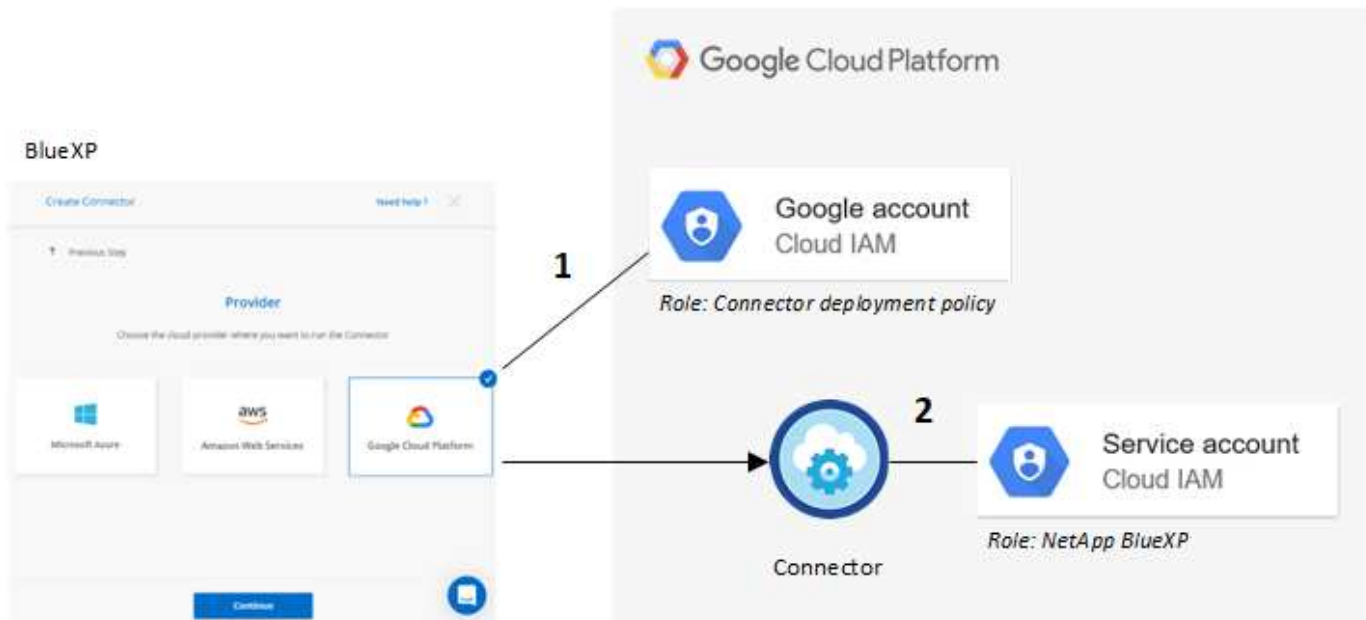 Google Cloud Platform
BlueXP
Create Connector
Need help ?
Previous Step
Provider
Choose the cloud provider where you want to run the Connector
Microsoft Azure
aws
Amazon Web Services
Google Cloud Platform
Continue
1
Google account
Cloud IAM
Role: Connector deployment policy
2
Connector
Service account
Cloud IAM
Role: NetApp BlueXP